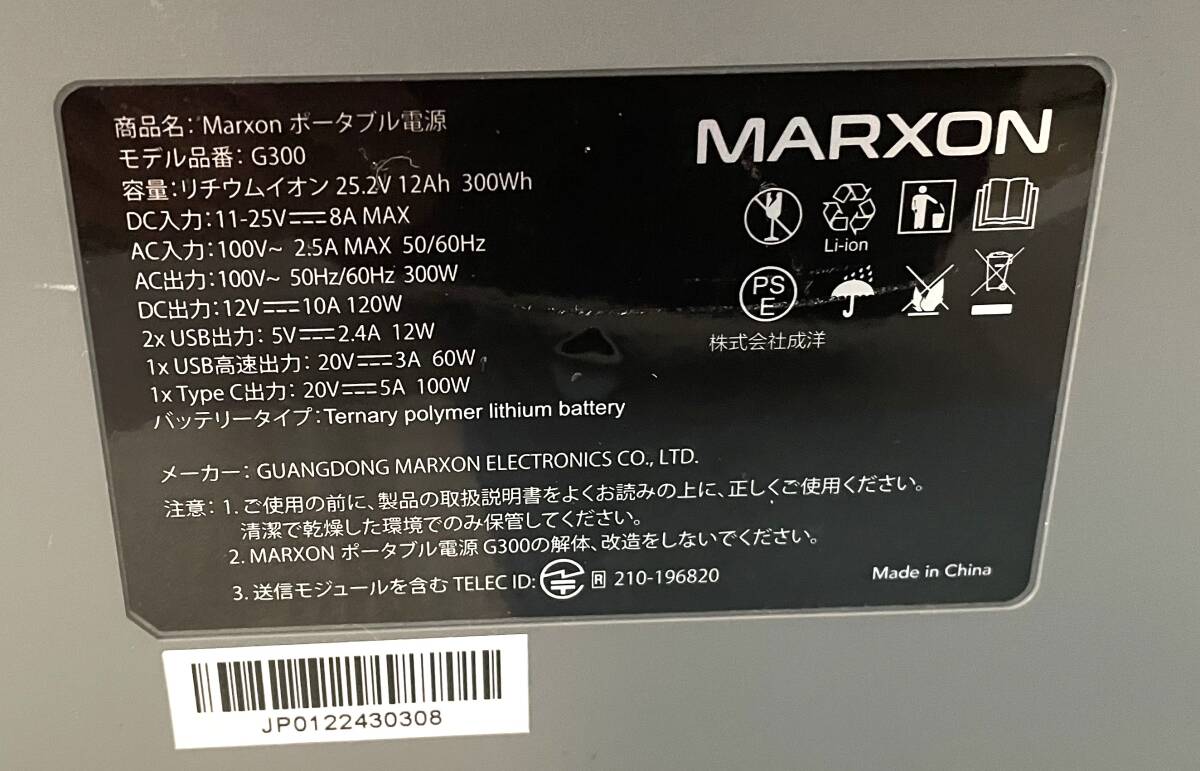 商品名：Marxon ポータブル電源
モデル品番：G300
容量：リチウムイオン 25.2V 12Ah 300Wh
DC入力：11-25V⎓8A MAX
AC入力：100V~ 2.5A MAX 50/60Hz
AC出力：100V~ 50Hz/60Hz 300W
DC出力：12V⎓10A 120W
2x USB出力：5V⎓2.4A 12W
1x USB高速出力：20V⎓3A 60W
1x Type C出力：20V⎓5A 100W
バッテリータイプ：Ternary polymer lithium battery
MARXON
Li-ion
PS
E
株式会社成洋
メーカー：GUANGDONG MARXON ELECTRONICS CO., LTD.
注意：1. ご使用の前に、製品の取扱説明書をよくお読みの上に、正しくご使用ください。
清潔で乾燥した環境でのみ保管してください。
2. MARXON ポータブル電源 G300の解体、改造をしないでください。
3. 送信モジュールを含む TELEC ID: R 210-196820
Made in China
JP0122430308